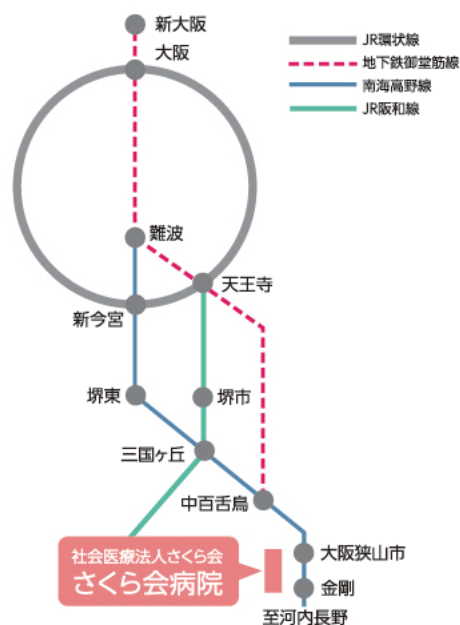 新大阪
大阪
JR環状線
地下鉄御堂筋線
南海高野線
JR阪和線
難波
天王寺
新今宮
堺東
堺市
三国ヶ丘
中百舌鳥
社会医療法人さくら会
さくら会病院
大阪狭山市
金剛
至河内長野